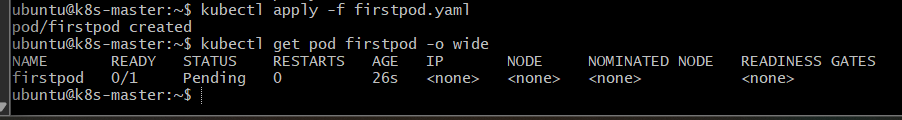 ubuntu@k8s-master:~$ kubectl apply -f firstpod.yaml
pod/firstpod created
ubuntu@k8s-master:~$ kubectl get pod firstpod -o wide
NAME       READY   STATUS    RESTARTS   AGE   IP       NODE     NOMINATED NODE   READINESS GATES
firstpod   0/1     Pending   0          26s   <none>   <none>   <none>           <none>
ubuntu@k8s-master:~$